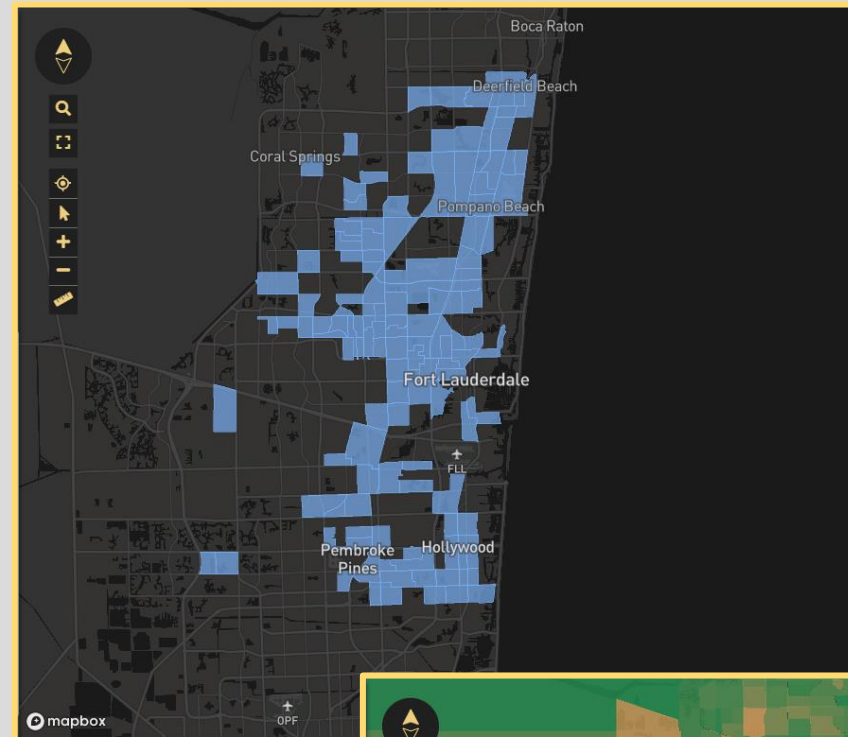 Boca Raton
Deerfield Beach
Coral Springs
Pompano Beach
Fort Lauderdale
FLL
Pembroke
Pines
Hollywood
mapbox
OPF